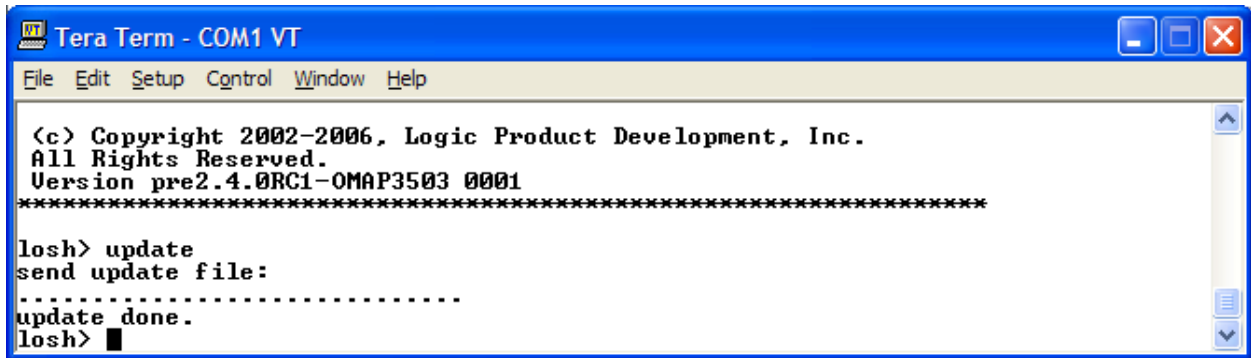 Tera Term - COM1 VT
File Edit Setup Control Window Help
(c) Copyright 2002-2006, Logic Product Development, Inc.
All Rights Reserved.
Version pre2.4.0RC1-OMAP3503 0001
*****************************************************************
losh> update
send update file:
..............................
update done.
losh>